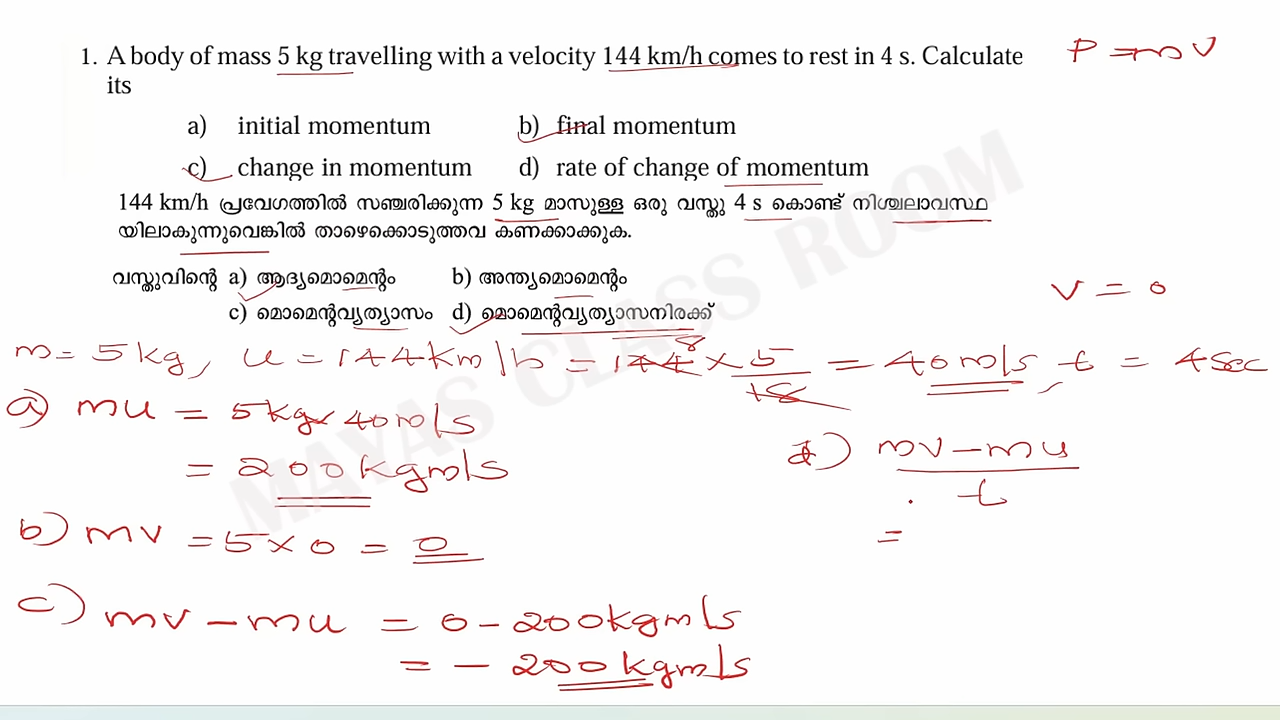 1. A body of mass 5 kg travelling with a velocity 144 km/h comes to rest in 4 s. Calculate
its
P = mv
a) initial momentum b) final momentum
c) change in momentum d) rate of change of momentum
144 km/h പ്രവേഗത്തിൽ സഞ്ചരിക്കുന്ന 5 kg മാസുള്ള ഒരു വസ്തു 4 s കൊണ്ട് നിശ്ചലാവസ്ഥ
യിലാകുന്നുവെങ്കിൽ താഴെക്കൊടുത്തവ കണക്കാക്കുക.
വസ്തുവിന്റെ a) ആദ്യമൊമെന്റം b) അന്ത്യമൊമെന്റം
c) മൊമെന്റവ്യത്യാസം d) മൊമെന്റവ്യത്യാസനിരക്ക്
v = 0
m = 5 kg, u = 144 km/h = 144 8 × 5/18 = 40 m/s, t = 4 sec
a) mu = 5 kg × 40 m/s
= 200 kgm/s
b) mv = 5 × 0 = 0
c) mv – mu = 0 – 200 kgm/s
= – 200 kgm/s
d) mv – mu
t
=
MAYAS CLASS ROOM